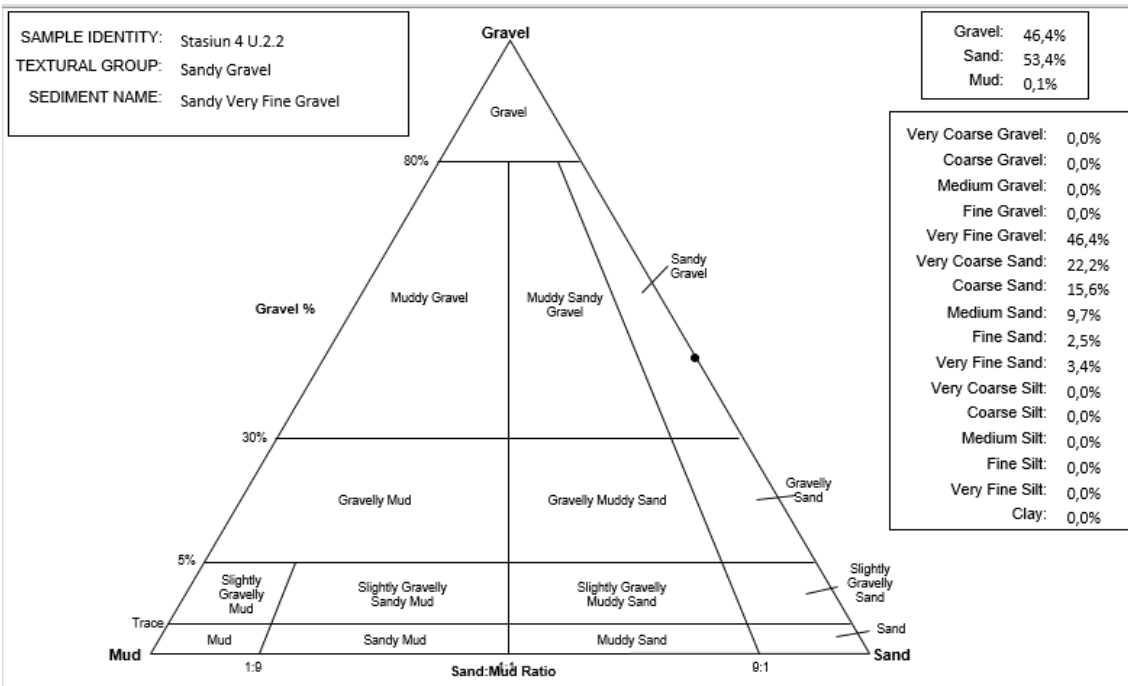 SAMPLE IDENTITY: Stasiun 4 U.2.2
TEXTURAL GROUP: Sandy Gravel
SEDIMENT NAME: Sandy Very Fine Gravel
Gravel
Gravel: 46,4%
Sand: 53,4%
Mud: 0,1%
Gravel
80%
Very Coarse Gravel: 0,0%
Coarse Gravel: 0,0%
Medium Gravel: 0,0%
Fine Gravel: 0,0%
Very Fine Gravel: 46,4%
Very Coarse Sand: 22,2%
Coarse Sand: 15,6%
Medium Sand: 9,7%
Fine Sand: 2,5%
Very Fine Sand: 3,4%
Very Coarse Silt: 0,0%
Coarse Silt: 0,0%
Medium Silt: 0,0%
Fine Silt: 0,0%
Very Fine Silt: 0,0%
Clay: 0,0%
Sandy
Gravel
Muddy Gravel
Muddy Sandy
Gravel
Gravel %
30%
Gravelly Mud
Gravelly Muddy Sand
Gravelly
Sand
5%
Slightly
Gravelly
Mud
Slightly Gravelly
Sandy Mud
Slightly Gravelly
Muddy Sand
Slightly
Gravelly
Sand
Trace
Mud
Sandy Mud
Muddy Sand
Sand
Mud
Sand
1:9
9:1
Sand:Mud Ratio